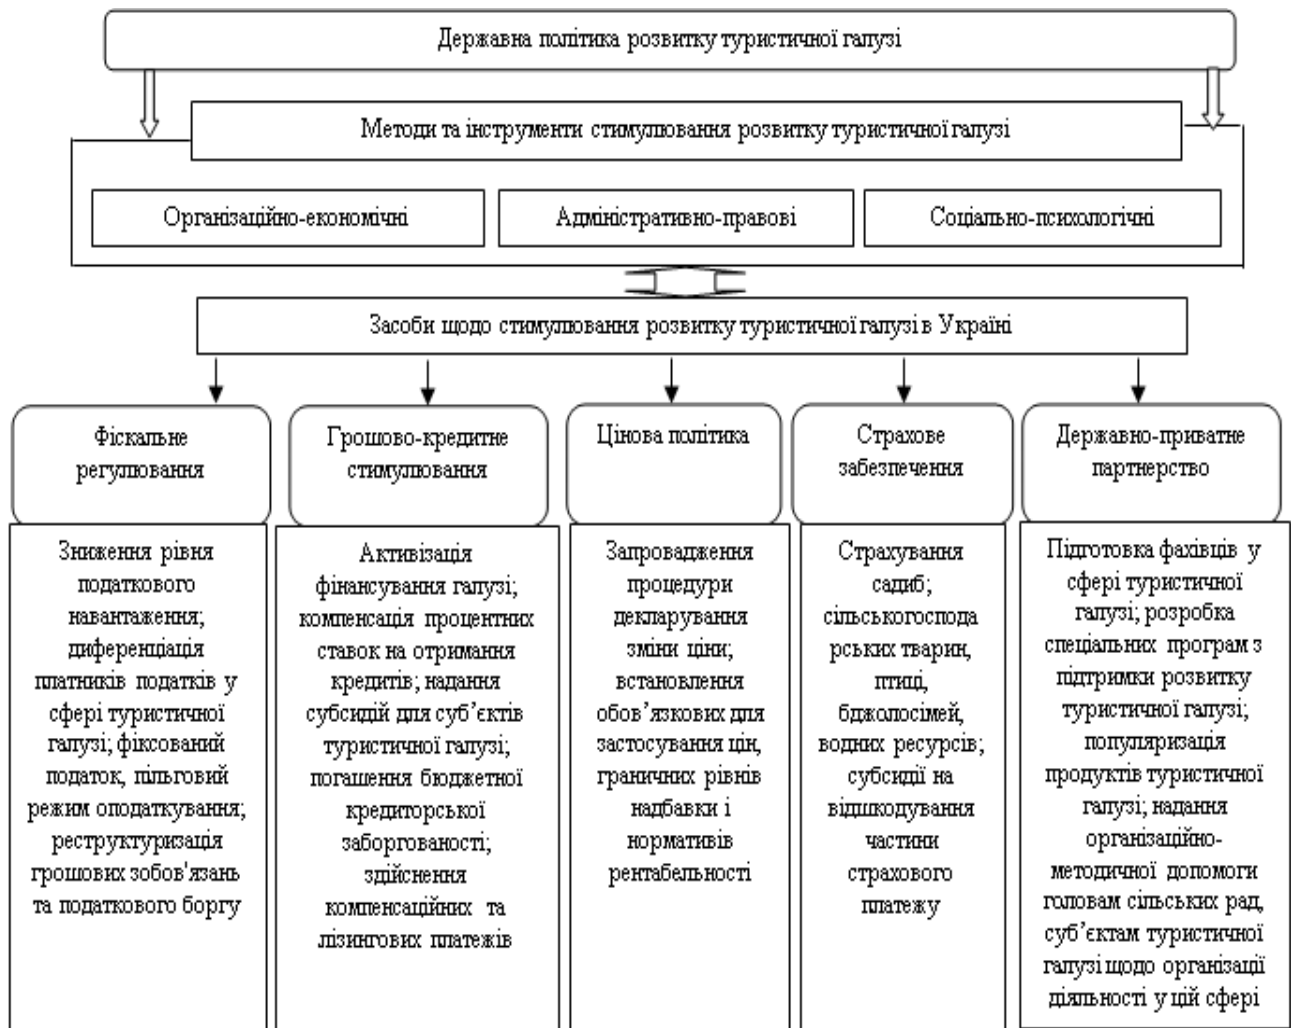 Державна політика розвитку туристичної галузі
Методи та інструменти стимулювання розвитку туристичної галузі
Організаційно-економічні
Адміністративно-правові
Соціально-психологічні
Засоби щодо стимулювання розвитку туристичної галузі в Україні
Фіскальне
регулювання
Зниження рівня
податкового
навантаження;
диференціація
платників податків у
сфері туристичної
галузі; фіксований
податок, пільговий
режим оподаткування;
реструктуризація
грошових зобов'язань
та податкового боргу
Грошово-кредитне
стимулювання
Активізація
фінансування галузі;
компенсація процентних
ставок на отримання
кредитів; надання
субсидій для суб’єктів
туристичної галузі;
погашення бюджетної
кредиторської
заборгованості;
здійснення
компенсаційних та
лізингових платежів
Цінова політика
Запровадження
процедури
декларування
зміни ціни;
встановлення
обов’язкових для
застосування цін,
граничних рівнів
надбавки і
нормативів
рентабельності
Страхове
забезпечення
Страхування
садиб;
сільськогоспода
рських тварин,
птиці,
бджолосімей,
водних ресурсів;
субсидії на
відшкодування
частини
страхового
платежу
Державно-приватне
партнерство
Підготовка фахівців у
сфері туристичної
галузі; розробка
спеціальних програм з
підтримки розвитку
туристичної галузі;
популяризація
продуктів туристичної
галузі; надання
організаційно-
методичної допомоги
головам сільських рад,
суб’єктам туристичної
галузі щодо організації
діяльності у цій сфері